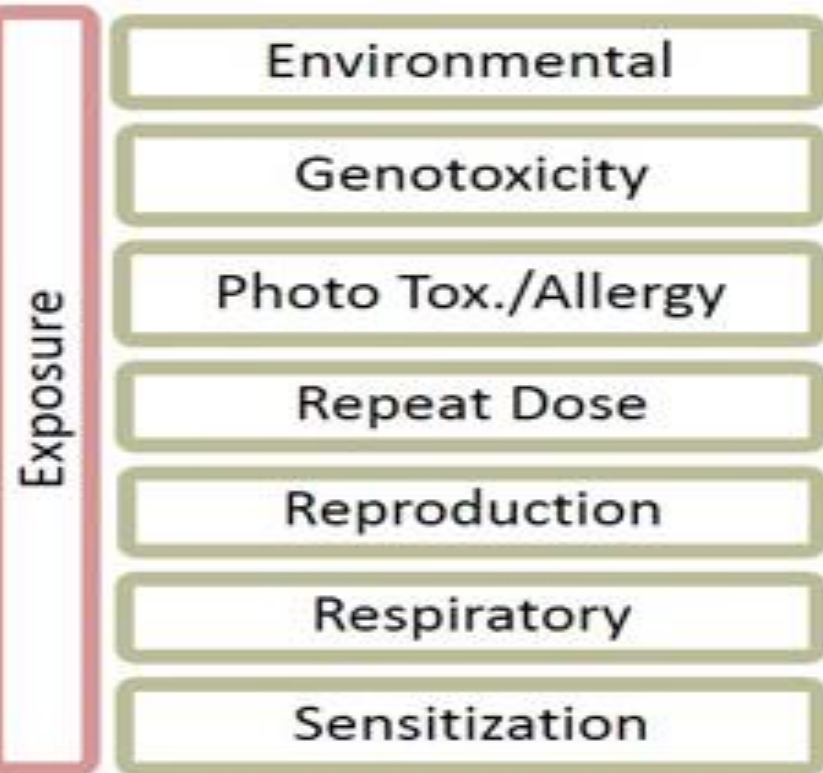 Exposure
Environmental
Genotoxicity
Photo Tox./Allergy
Repeat Dose
Reproduction
Respiratory
Sensitization